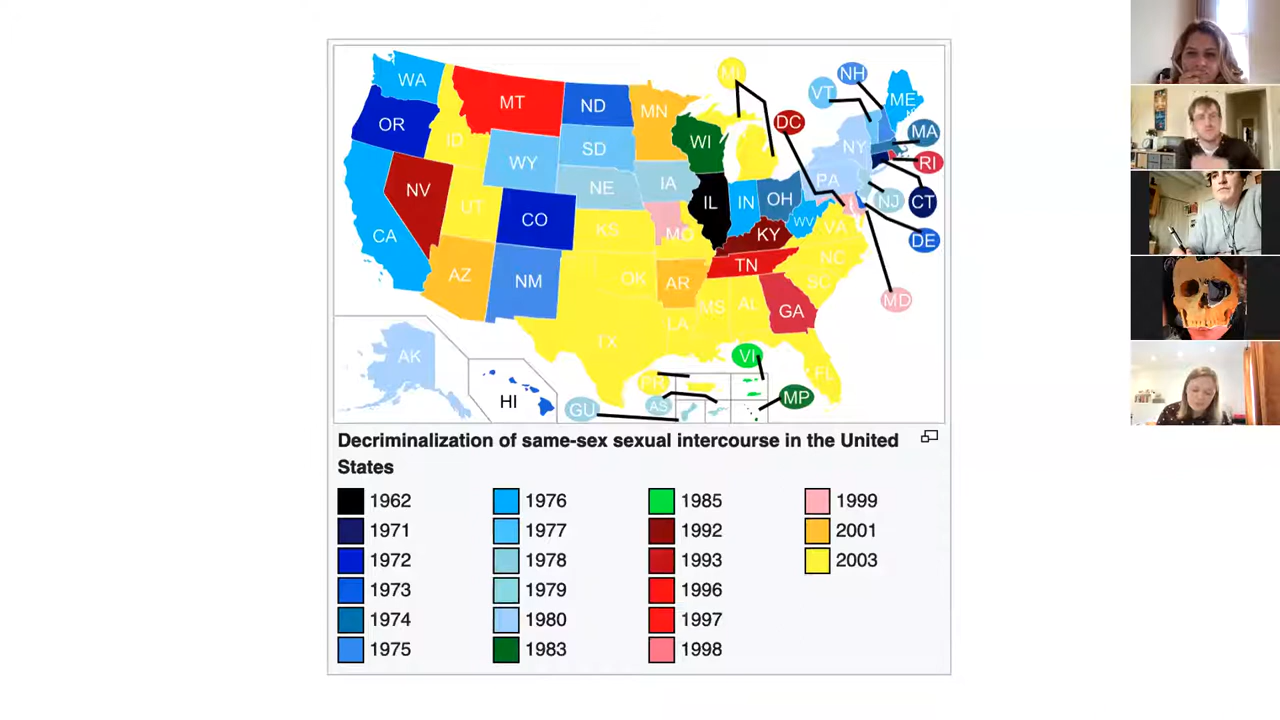 WA
MT
ND
MN
MI
NH
VT
ME
OR
ID
WY
SD
WI
DC
NY
MA
RI
NV
UT
CO
NE
IA
IL
IN
OH
PA
NJ
CT
CA
KS
MO
KY
WV
VA
DE
AZ
NM
OK
AR
TN
NC
SC
MD
TX
LA
MS
AL
GA
FL
AK
HI
GU
PR
AS
VI
MP
Decriminalization of same-sex sexual intercourse in the United
States
1962 1976 1985 1999
1971 1977 1992 2001
1972 1978 1993 2003
1973 1979 1996
1974 1980 1997
1975 1983 1998